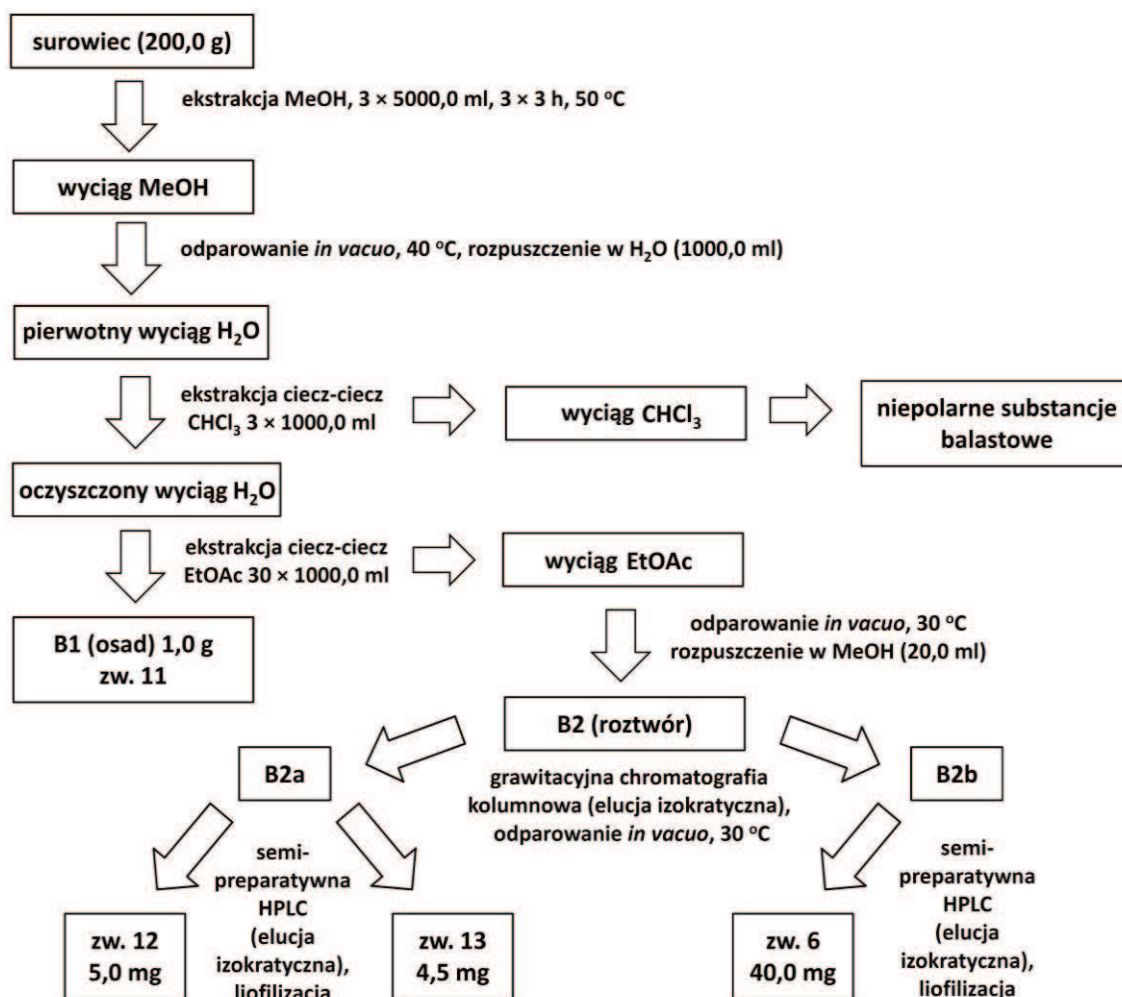 surowiec (200,0 g)
ekstrakcja MeOH, 3 × 5000,0 ml, 3 × 3 h, 50 °C
wyciąg MeOH
odparowanie in vacuo, 40 °C, rozpuszczenie w H₂O (1000,0 ml)
pierwotny wyciąg H₂O
ekstrakcja ciecz-ciecz
CHCl₃ 3 × 1000,0 ml
wyciąg CHCl₃
niepolarne substancje
balastowe
oczyszczony wyciąg H₂O
ekstrakcja ciecz-ciecz
EtOAc 30 × 1000,0 ml
wyciąg EtOAc
B1 (osad) 1,0 g
zw. 11
odparowanie in vacuo, 30 °C
rozpuszczenie w MeOH (20,0 ml)
B2 (roztwór)
B2a
B2b
grawitacyjna chromatografia
kolumnowa (elucja izokratyczna),
odparowanie in vacuo, 30 °C
semi-
preparatywna
HPLC
(elucja
izokratyczna),
liofilizacja
semi-
preparatywna
HPLC
(elucja
izokratyczna),
liofilizacja
zw. 12
5,0 mg
zw. 13
4,5 mg
zw. 6
40,0 mg